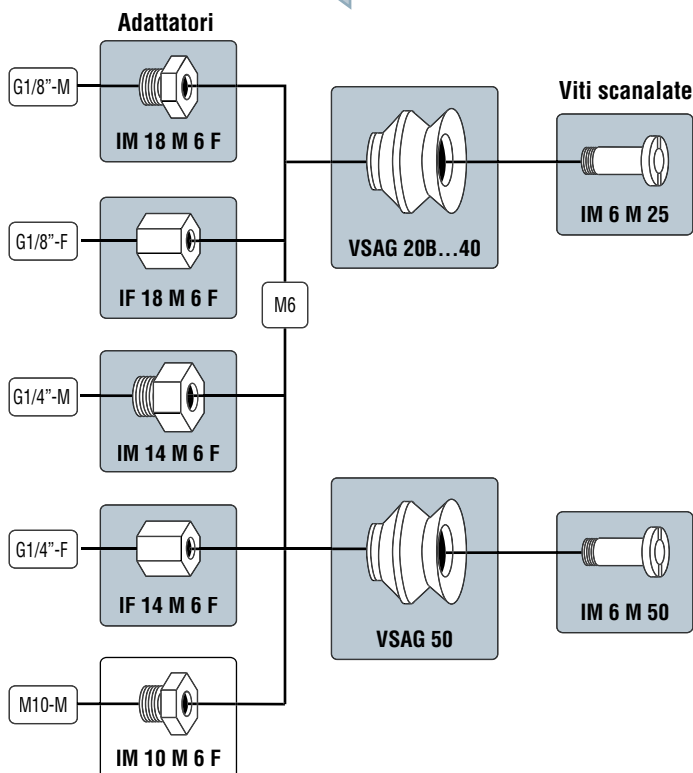 Adattatori
G1/8”-M
IM 18 M 6 F
Viti scanalate
VSAG 20B...40
IM 6 M 25
G1/8”-F
IF 18 M 6 F
M6
G1/4”-M
IM 14 M 6 F
G1/4”-F
IF 14 M 6 F
VSAG 50
IM 6 M 50
M10-M
IM 10 M 6 F